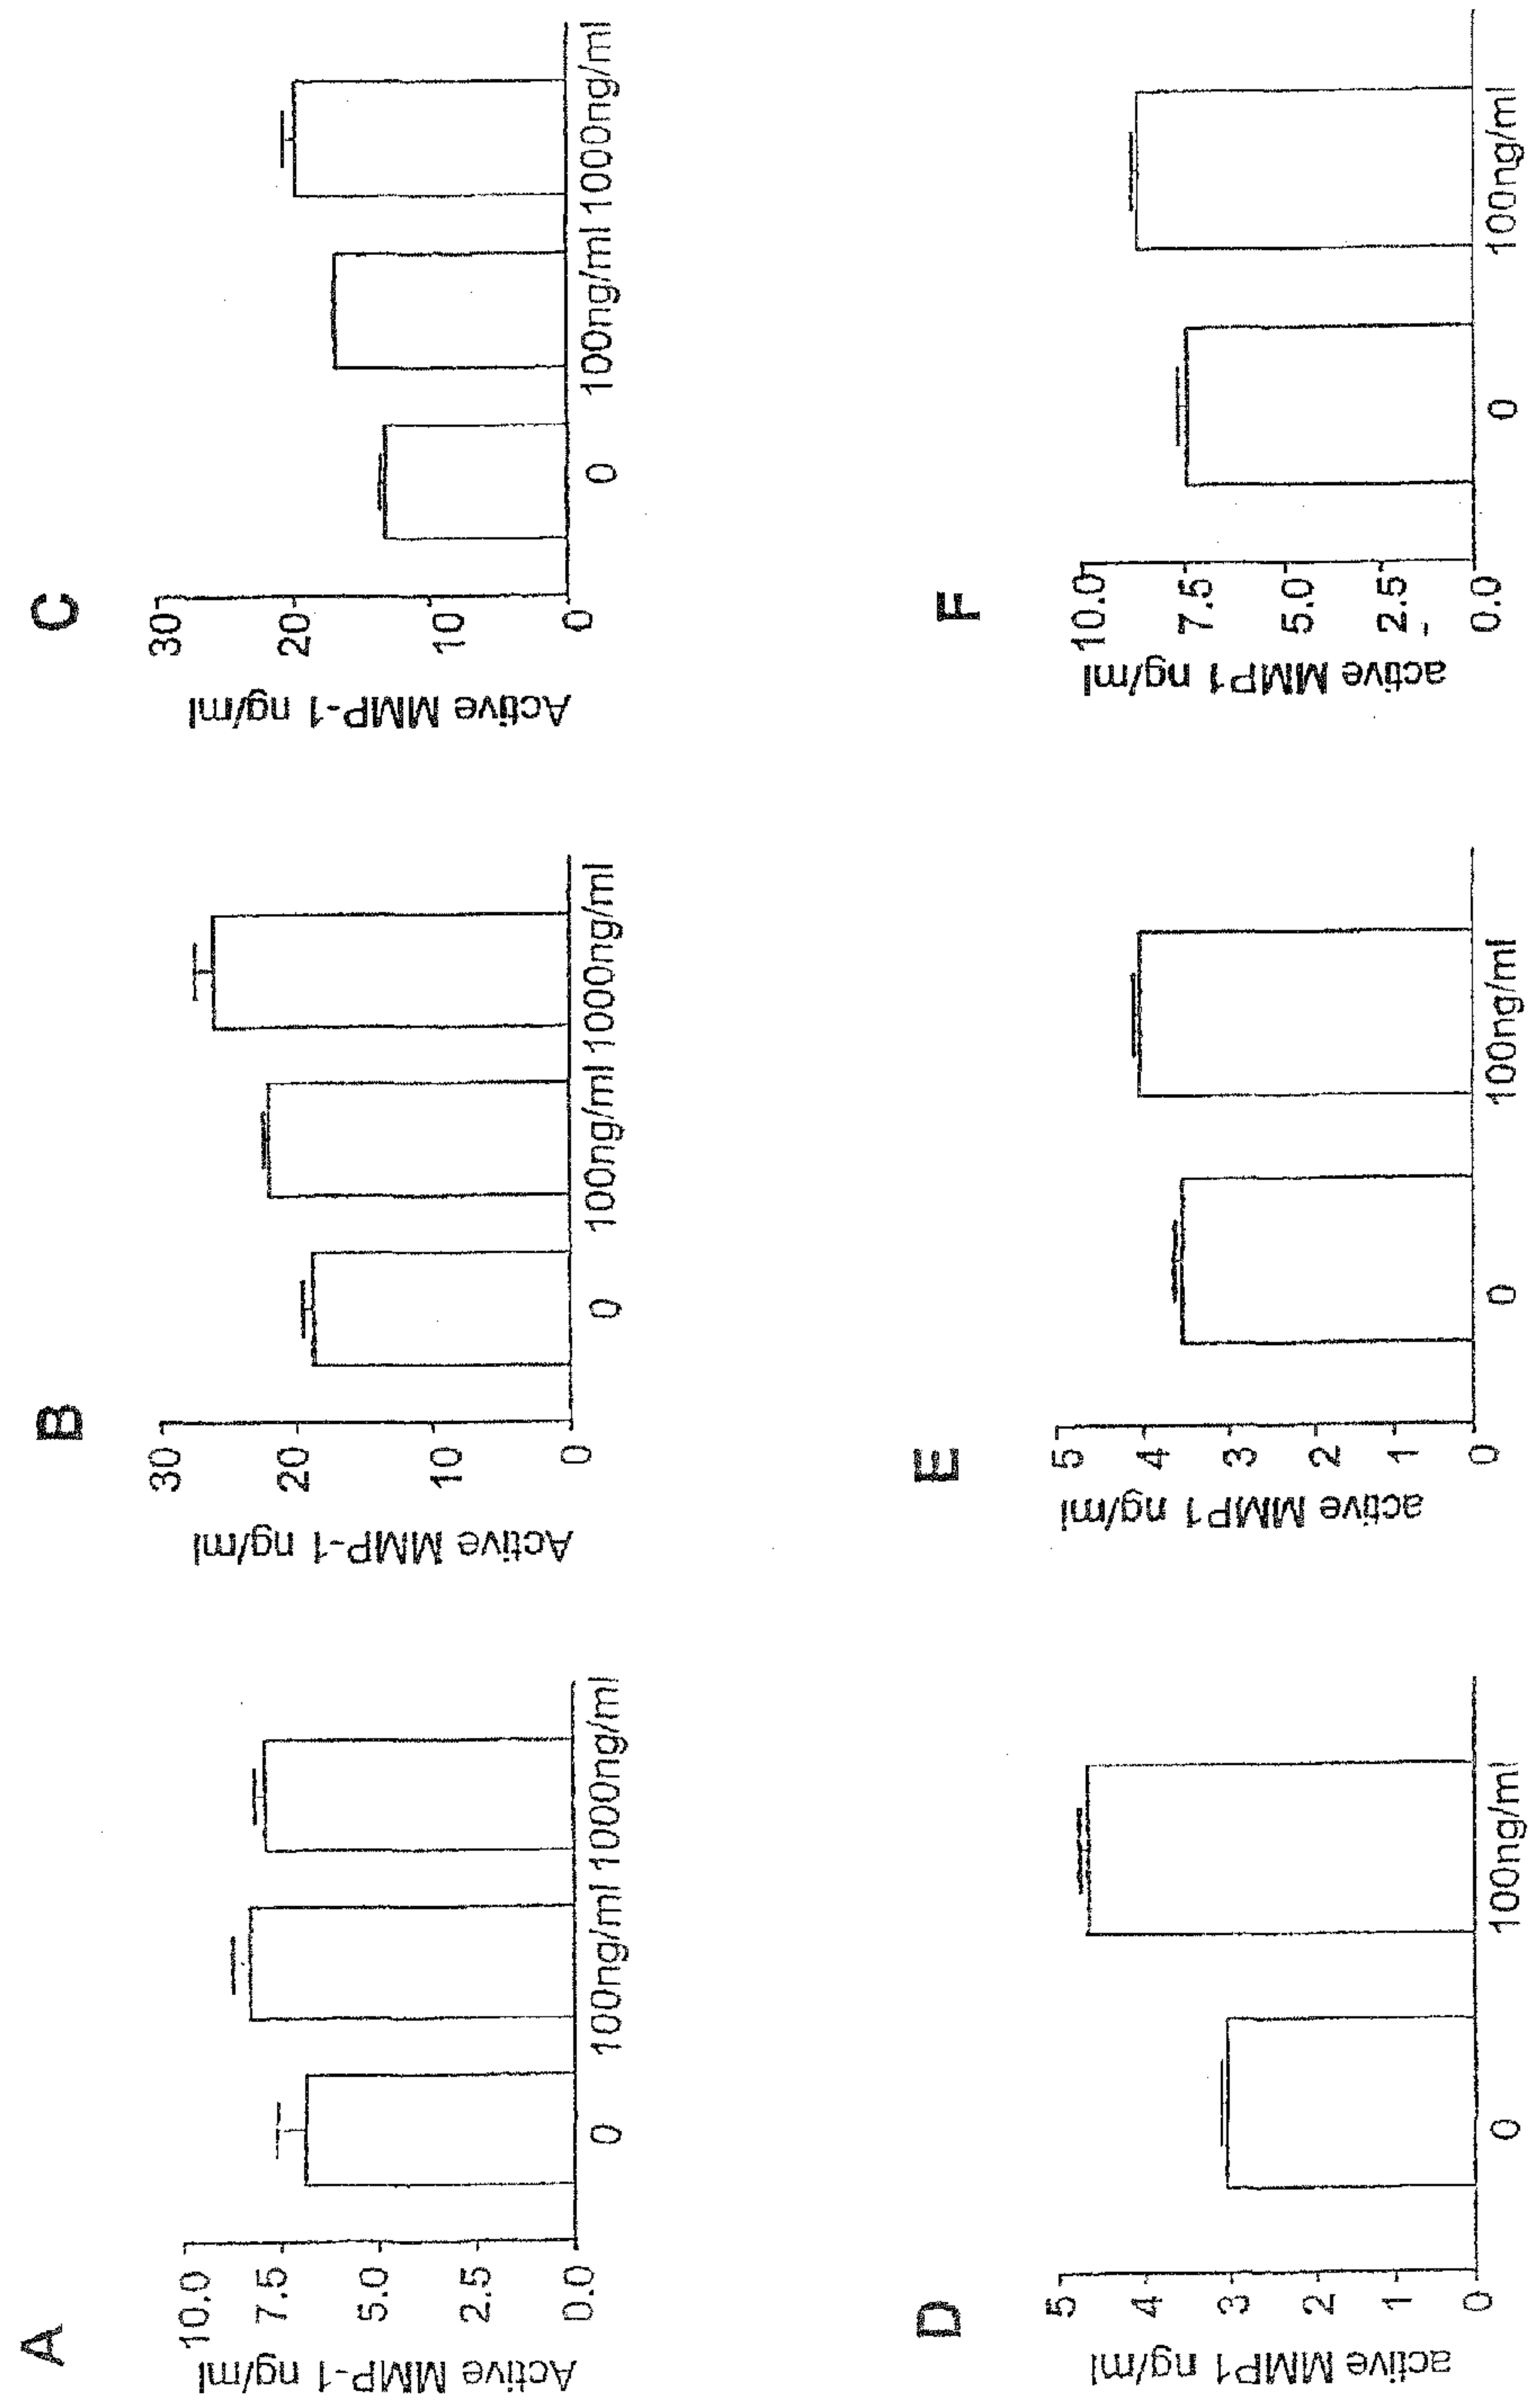 A
Active MMP-1 ng/ml
10.0
7.5
5.0
2.5
0.0
0 100ng/ml 1000ng/ml
B
Active MMP-1 ng/ml
30
20
10
0
0 100ng/ml 1000ng/ml
C
Active MMP-1 ng/ml
30
20
10
0
0 100ng/ml 1000ng/ml
D
active MMP1 ng/ml
5
4
3
2
1
0
0 100ng/ml
E
active MMP1 ng/ml
5
4
3
2
1
0
0 100ng/ml
F
active MMP1 ng/ml
10.0
7.5
5.0
2.5
0.0
0 100ng/ml